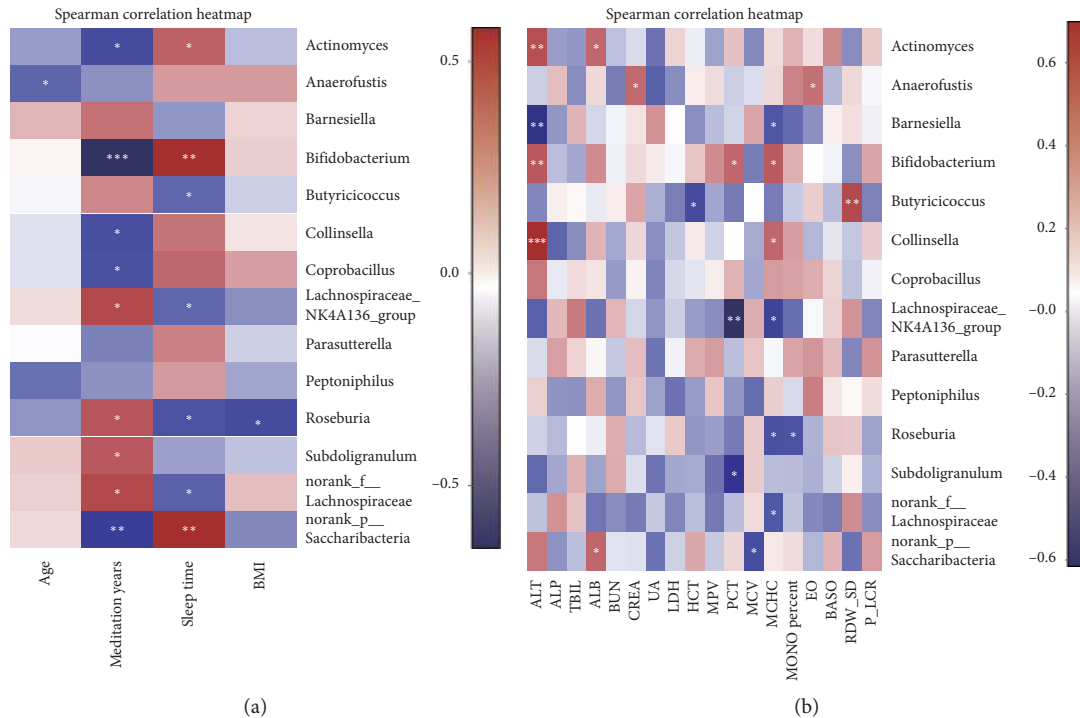 Spearman correlation heatmap
* * Actinomyces
* Anaerofustis
Barnesiella
*** ** Bifidobacterium
* Butyricicoccus
* Collinsella
* Coprobacillus
* * Lachnospiraceae_
NK4A136_group
Parasutterella
Peptoniphilus
* * * Roseburia
* Subdoligranulum
* * norank_f__
Lachnospiraceae
** ** norank_p__
Saccharibacteria
0.5
0.0
−0.5
Age
Meditation years
Sleep time
BMI
(a)
Spearman correlation heatmap
** * Actinomyces
* * Anaerofustis
** * Barnesiella
** * * Bifidobacterium
* ** Butyricicoccus
*** * Collinsella
Coprobacillus
** * Lachnospiraceae_
NK4A136_group
Parasutterella
Peptoniphilus
* * Roseburia
* Subdoligranulum
* norank_f__
Lachnospiraceae
* * norank_p__
Saccharibacteria
0.6
0.4
0.2
−0.0
−0.2
−0.4
−0.6
ALT
ALP
TBIL
ALB
BUN
CREA
UA
LDH
HCT
MPV
PCT
MCV
MCHC
MONO percent
EO
BASO
RDW_SD
P_LCR
(b)